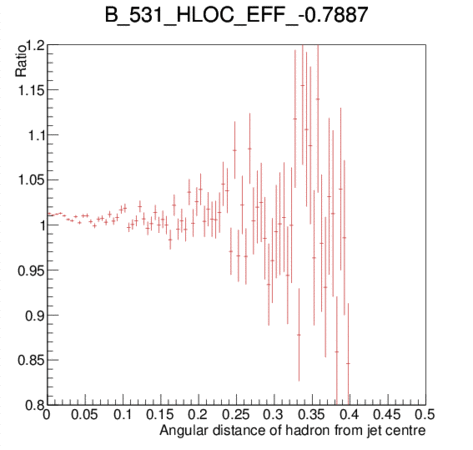 B_531_HLOC_EFF_-0.7887
Ratio
1.2
1.15
1.1
1.05
1
0.95
0.9
0.85
0.8
0 0.05 0.1 0.15 0.2 0.25 0.3 0.35 0.4 0.45 0.5
Angular distance of hadron from jet centre